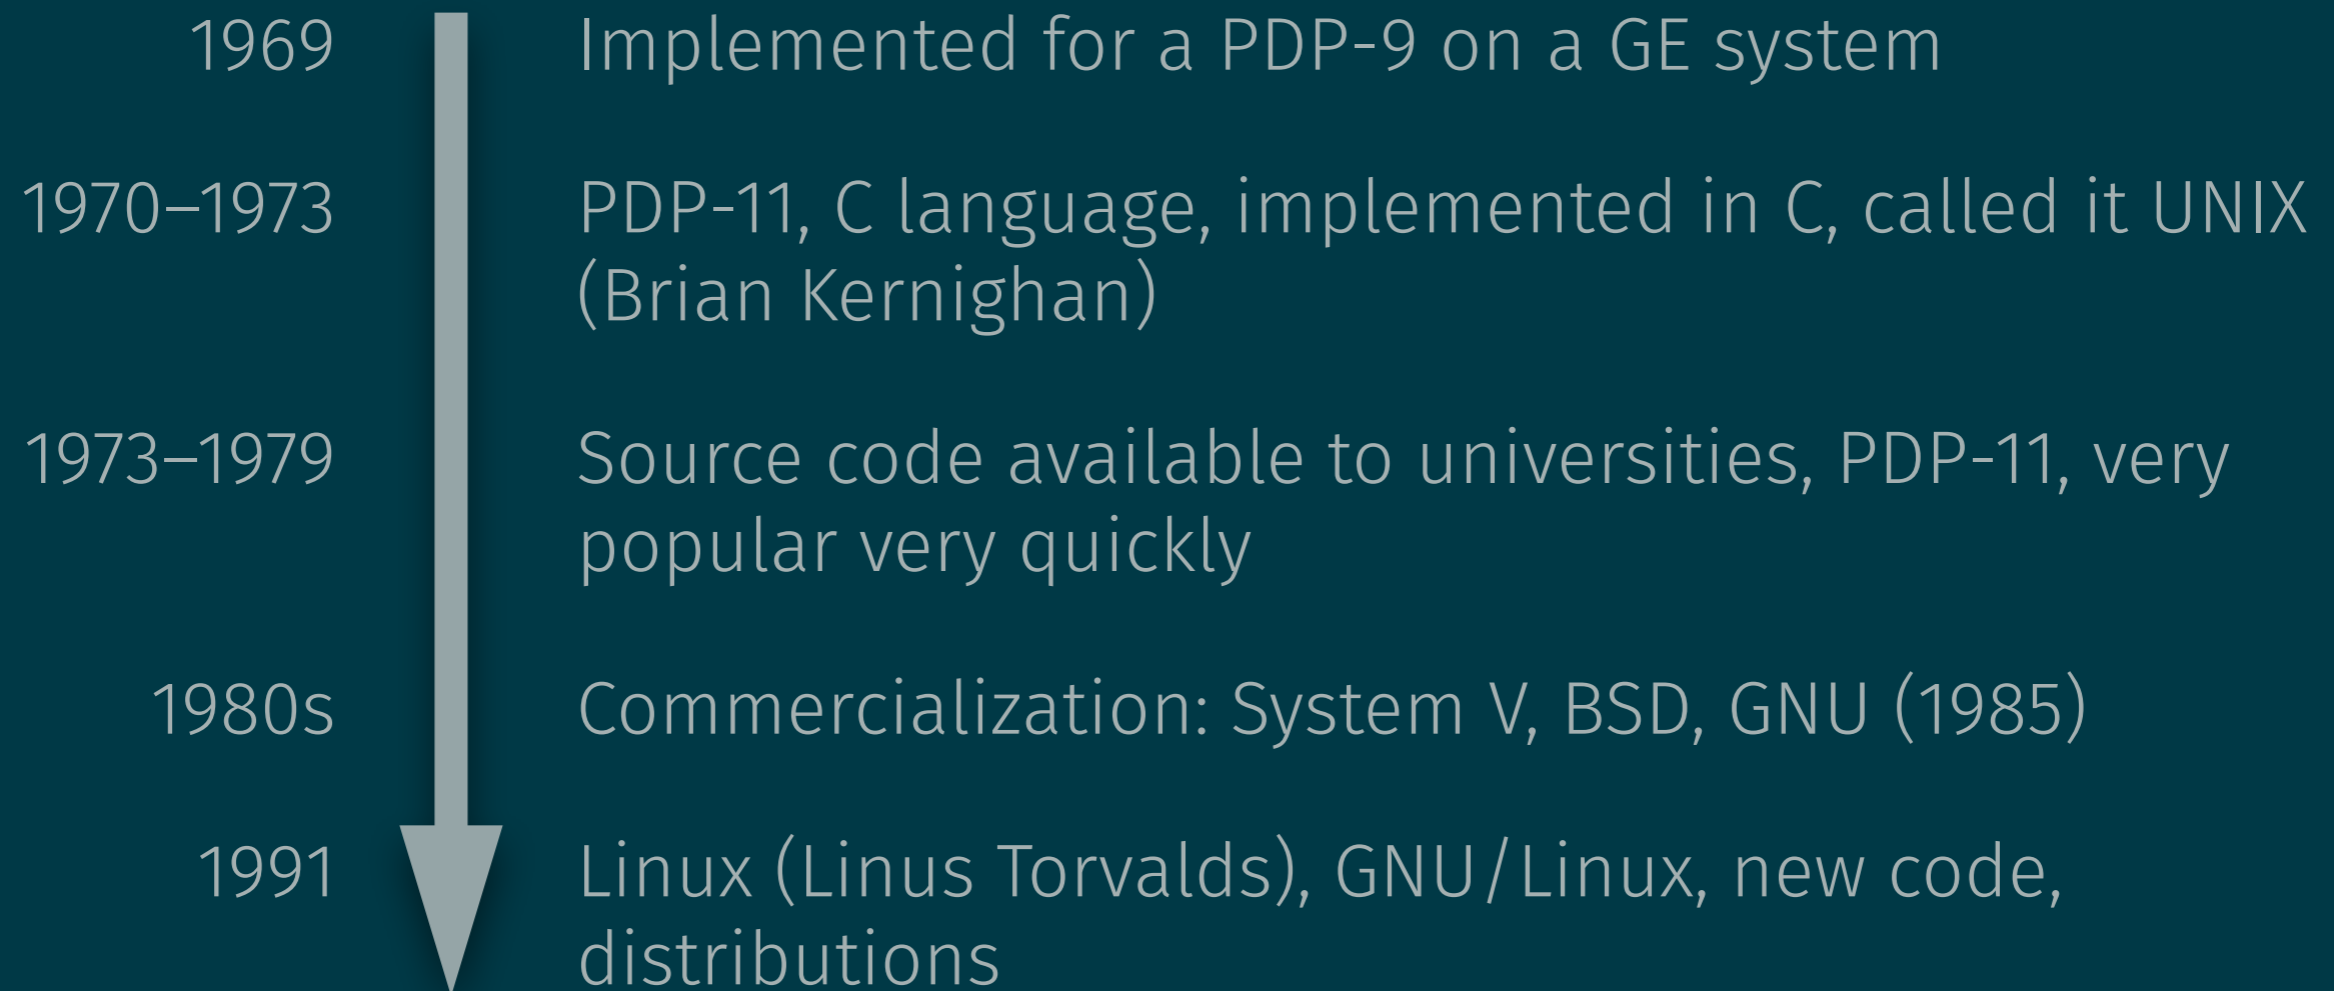 1969
Implemented for a PDP-9 on a GE system
1970–1973
PDP-11, C language, implemented in C, called it UNIX
(Brian Kernighan)
1973–1979
Source code available to universities, PDP-11, very
popular very quickly
1980s
Commercialization: System V, BSD, GNU (1985)
1991
Linux (Linus Torvalds), GNU/Linux, new code,
distributions